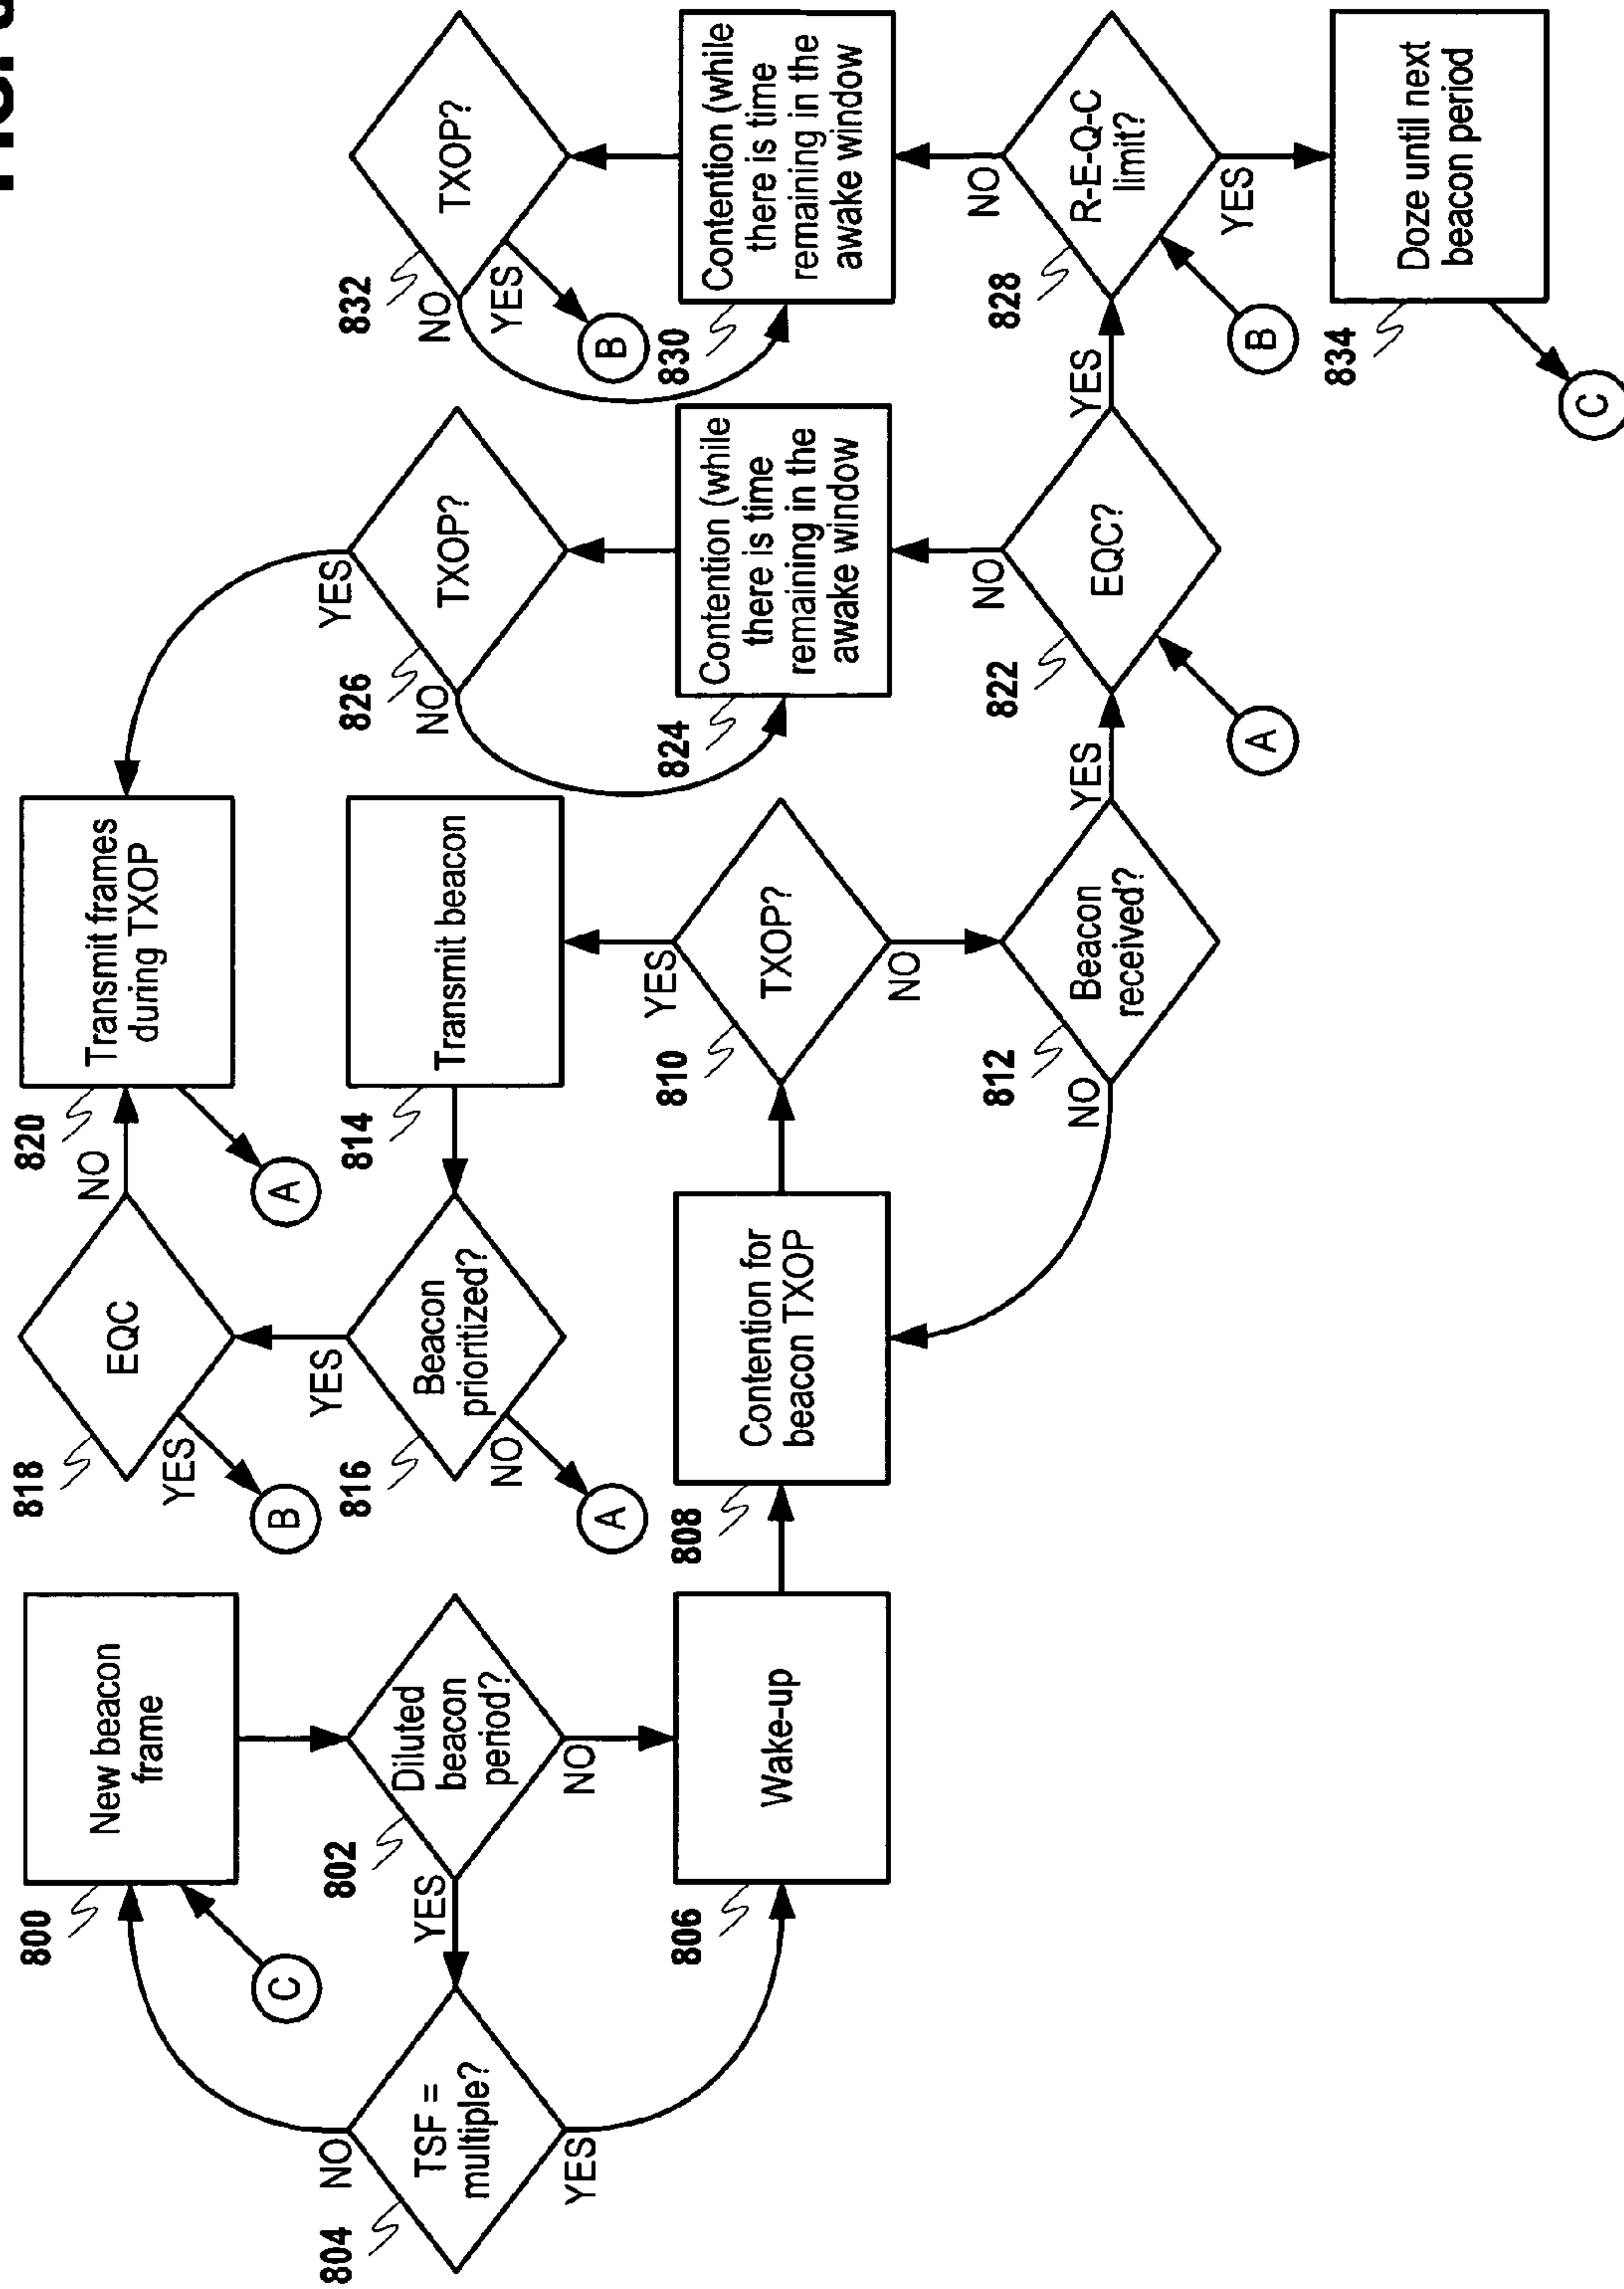 800
New beacon
frame
C
802
Diluted
beacon
period?
YES
NO
804
TSF =
multiple?
NO
YES
806
Wake-up
808
Contention for
beacon TXOP
810
TXOP?
YES
NO
812
Beacon
received?
NO
YES
814
Transmit beacon
816
Beacon
prioritized?
YES
NO
A
818
EQC
YES
NO
B
820
Transmit frames
during TXOP
A
822
EQC?
NO
YES
A
824
Contention (while
there is time
remaining in the
awake window
826
TXOP?
NO
YES
828
R-E-Q-C
limit?
NO
YES
B
830
Contention (while
there is time
remaining in the
awake window
832
TXOP?
NO
YES
B
834
Doze until next
beacon period
C